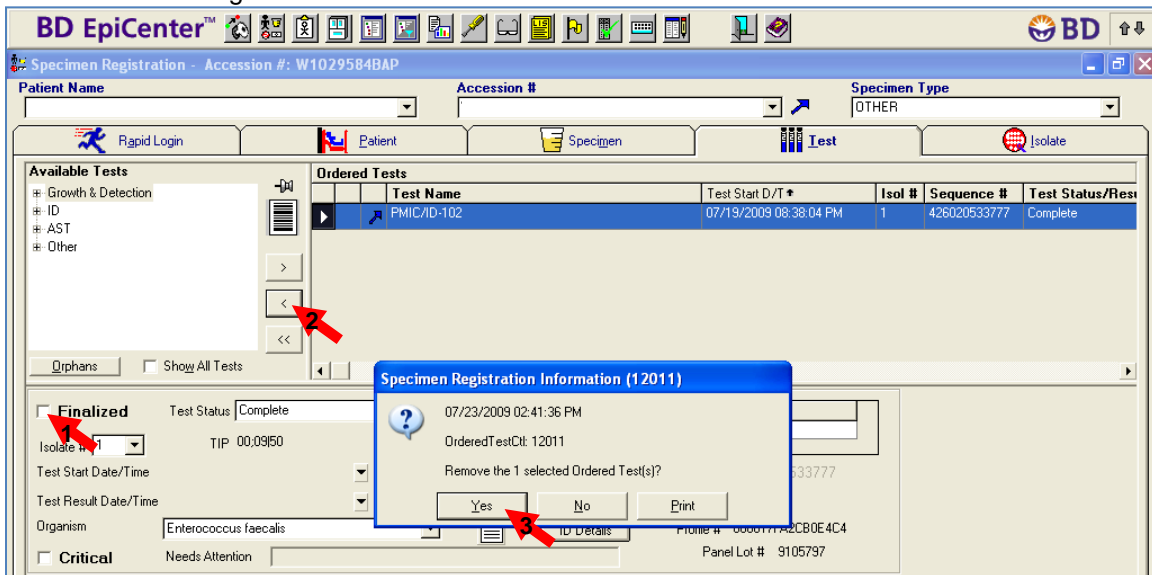 BD EpiCenter™ BD
Specimen Registration - Accession #: W1029584BAP
Patient Name Accession # Specimen Type
OTHER
Rapid Login Patient Specimen Test Isolate
Available Tests Ordered Tests
Growth & Detection
ID
AST
Other
>
<
2
<<
Orphans Show All Tests
Test Name Test Start D/T Isol # Sequence # Test Status/Resu
PMIC/ID-102 07/19/2009 08:38:04 PM 1 426020533777 Complete
Specimen Registration Information (12011)
07/23/2009 02:41:36 PM
OrderedTestCtl: 12011
Remove the 1 selected Ordered Test(s)?
Yes No Print
3
Finalized Test Status Complete
1
Isolate # 1 TIP 00;09|50
Test Start Date/Time 533777
Test Result Date/Time
Organism Enterococcus faecalis ID Details Profile #
Critical Needs Attention Panel Lot # 9105797